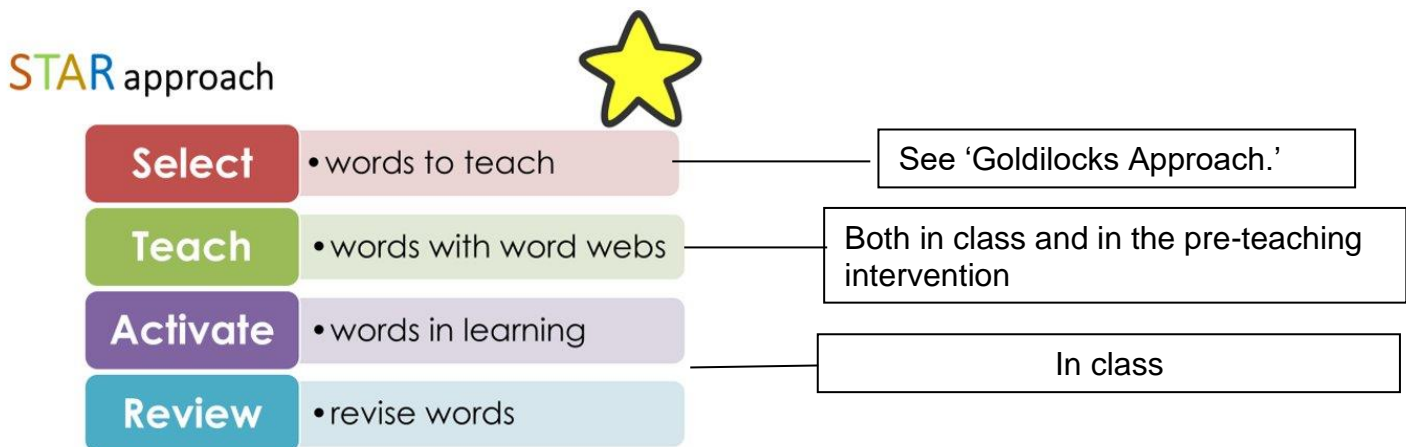 STAR approach
Select
•words to teach
See ‘Goldilocks Approach.’
Teach
•words with word webs
Both in class and in the pre-teaching
intervention
Activate
•words in learning
In class
Review
•revise words